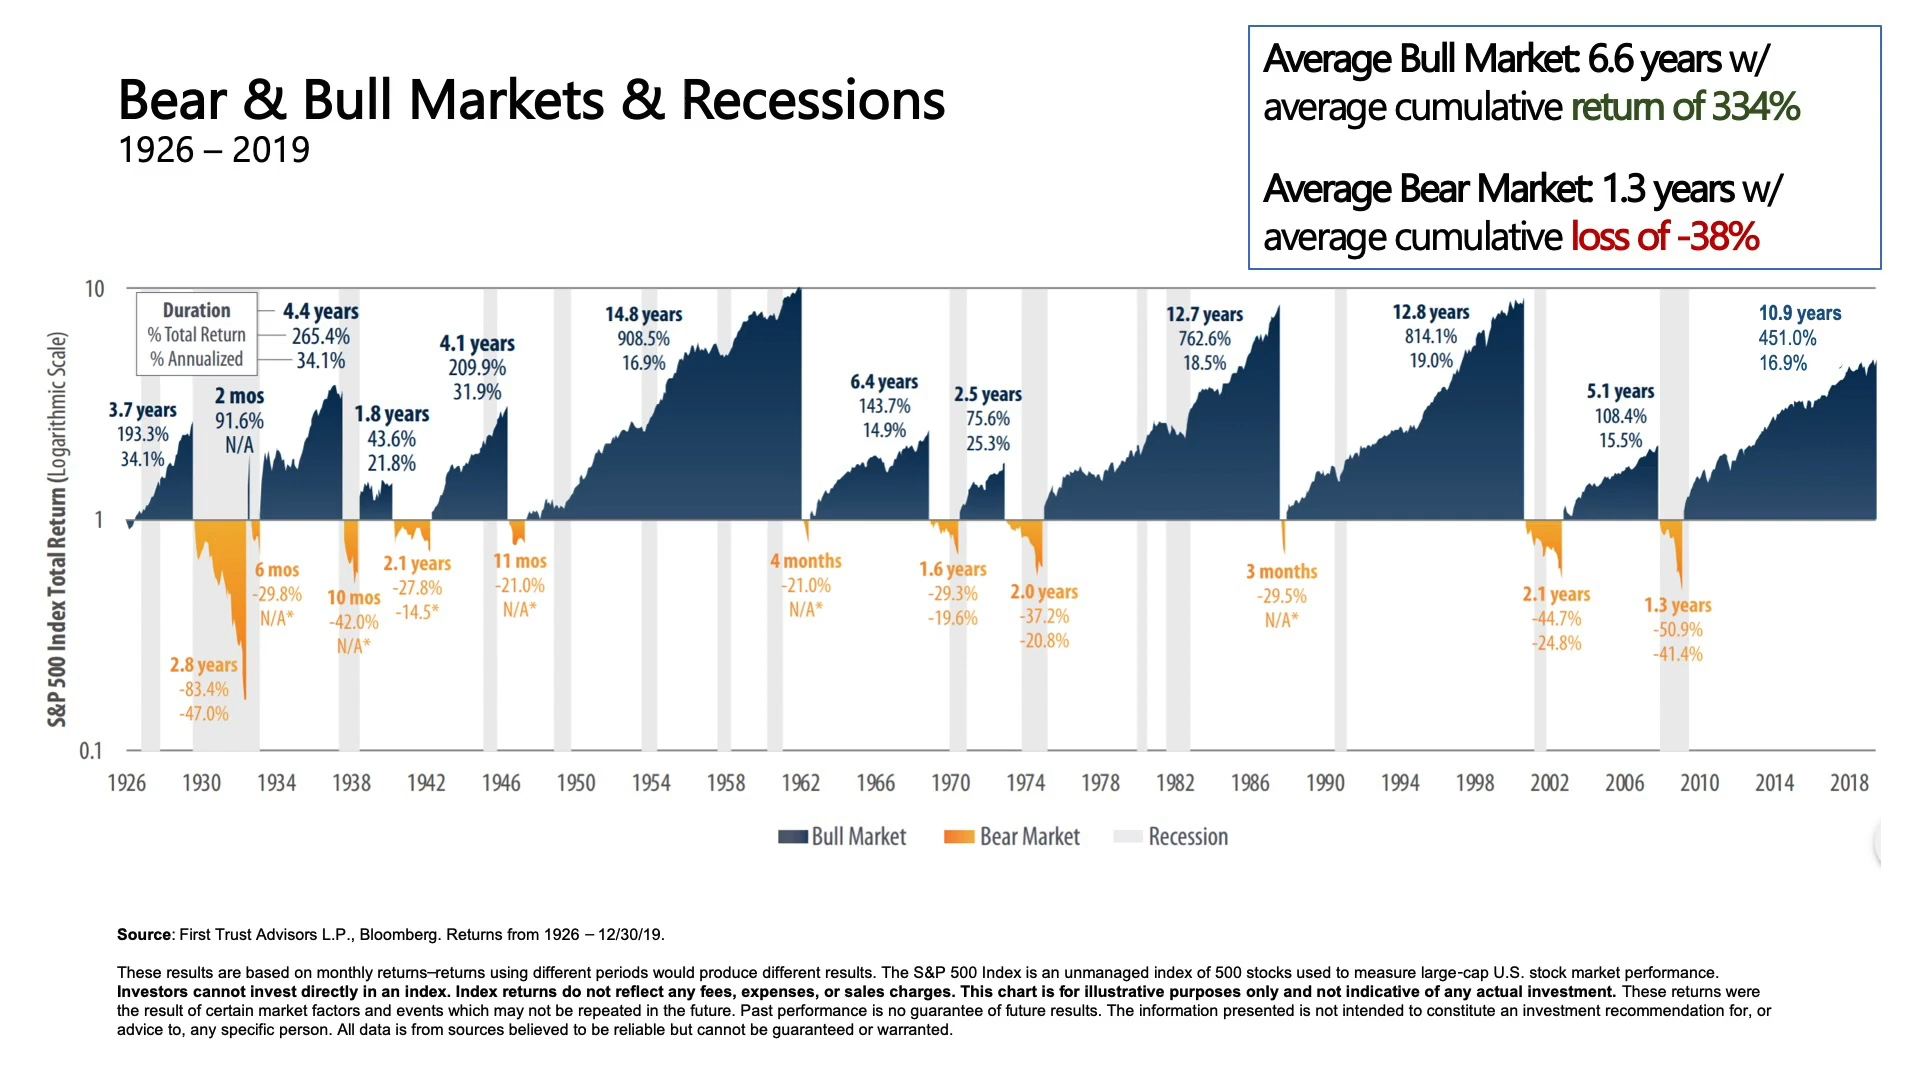 Bear & Bull Markets & Recessions
1926 – 2019
Average Bull Market: 6.6 years w/
average cumulative return of 334%
Average Bear Market: 1.3 years w/
average cumulative loss of -38%
S&P 500 Index Total Return (Logarithmic Scale)
10
1
0.1
Duration
% Total Return
% Annualized
3.7 years
193.3%
34.1%
2 mos
91.6%
N/A
4.4 years
265.4%
34.1%
1.8 years
43.6%
21.8%
4.1 years
209.9%
31.9%
14.8 years
908.5%
16.9%
6.4 years
143.7%
14.9%
2.5 years
75.6%
25.3%
12.7 years
762.6%
18.5%
12.8 years
814.1%
19.0%
5.1 years
108.4%
15.5%
10.9 years
451.0%
16.9%
2.8 years
-83.4%
-47.0%
6 mos
-29.8%
N/A*
10 mos
-42.0%
N/A*
2.1 years
-27.8%
-14.5*
11 mos
-21.0%
N/A*
4 months
-21.0%
N/A*
1.6 years
-29.3%
-19.6%
2.0 years
-37.2%
-20.8%
3 months
-29.5%
N/A*
2.1 years
-44.7%
-24.8%
1.3 years
-50.9%
-41.4%
1926 1930 1934 1938 1942 1946 1950 1954 1958 1962 1966 1970 1974 1978 1982 1986 1990 1994 1998 2002 2006 2010 2014 2018
Bull Market Bear Market Recession
Source: First Trust Advisors L.P., Bloomberg. Returns from 1926 – 12/30/19.
These results are based on monthly returns–returns using different periods would produce different results. The S&P 500 Index is an unmanaged index of 500 stocks used to measure large-cap U.S. stock market performance.
Investors cannot invest directly in an index. Index returns do not reflect any fees, expenses, or sales charges. This chart is for illustrative purposes only and not indicative of any actual investment. These returns were
the result of certain market factors and events which may not be repeated in the future. Past performance is no guarantee of future results. The information presented is not intended to constitute an investment recommendation for, or
advice to, any specific person. All data is from sources believed to be reliable but cannot be guaranteed or warranted.